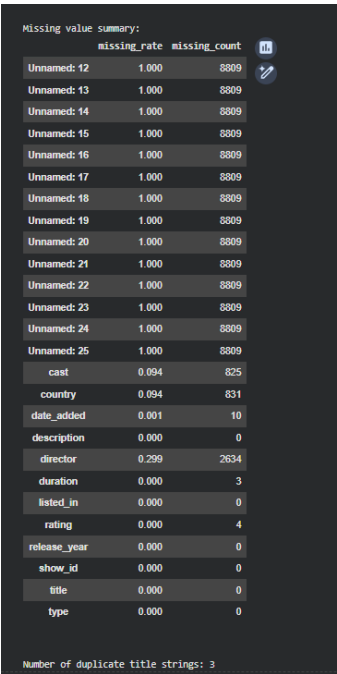 Missing value summary:
missing_rate missing_count
Unnamed: 12 1.000 8809
Unnamed: 13 1.000 8809
Unnamed: 14 1.000 8809
Unnamed: 15 1.000 8809
Unnamed: 16 1.000 8809
Unnamed: 17 1.000 8809
Unnamed: 18 1.000 8809
Unnamed: 19 1.000 8809
Unnamed: 20 1.000 8809
Unnamed: 21 1.000 8809
Unnamed: 22 1.000 8809
Unnamed: 23 1.000 8809
Unnamed: 24 1.000 8809
Unnamed: 25 1.000 8809
cast 0.094 825
country 0.094 831
date_added 0.001 10
description 0.000 0
director 0.299 2634
duration 0.000 3
listed_in 0.000 0
rating 0.000 4
release_year 0.000 0
show_id 0.000 0
title 0.000 0
type 0.000 0
Number of duplicate title strings: 3